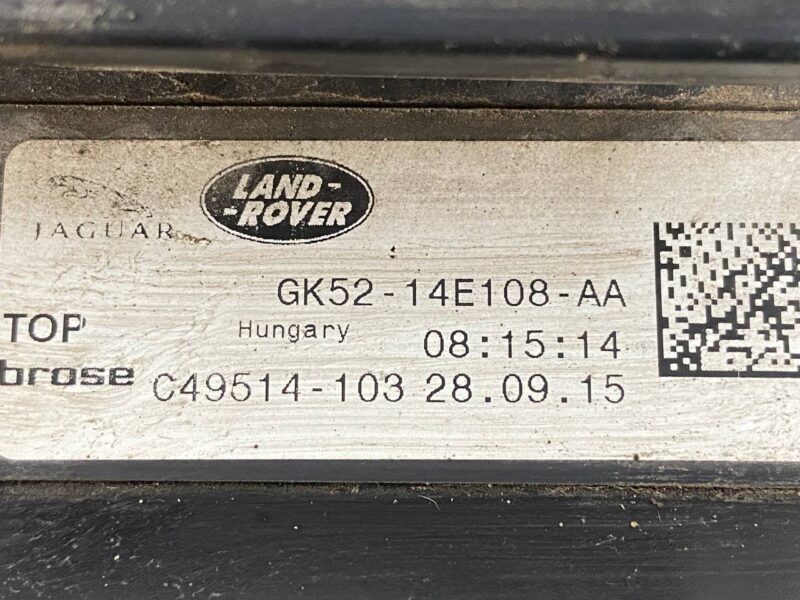 JAGUAR
LAND-
-ROVER
GK52-14E108-AA
TOP
Hungary 08:15:14
brose C49514-103 28.09.15